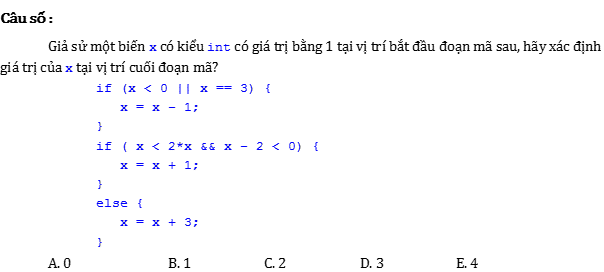 Câu số :
Giả sử một biến x có kiểu int có giá trị bằng 1 tại vị trí bắt đầu đoạn mã sau, hãy xác định
giá trị của x tại vị trí cuối đoạn mã?
if (x < 0 || x == 3) {
x = x - 1;
}
if ( x < 2*x && x - 2 < 0) {
x = x + 1;
}
else {
x = x + 3;
}
A. 0 B. 1 C. 2 D. 3 E. 4